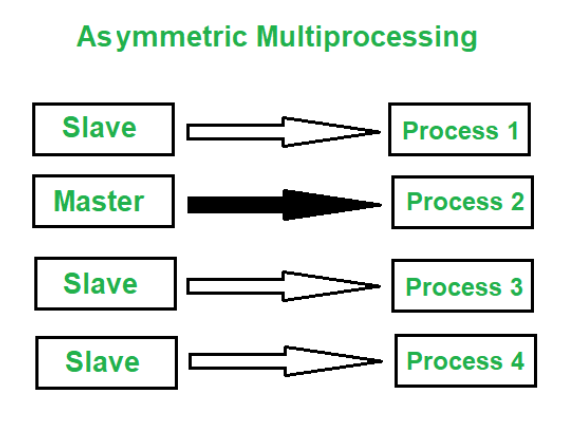 Asymmetric Multiprocessing
Slave
Process 1
Master
Process 2
Slave
Process 3
Slave
Process 4